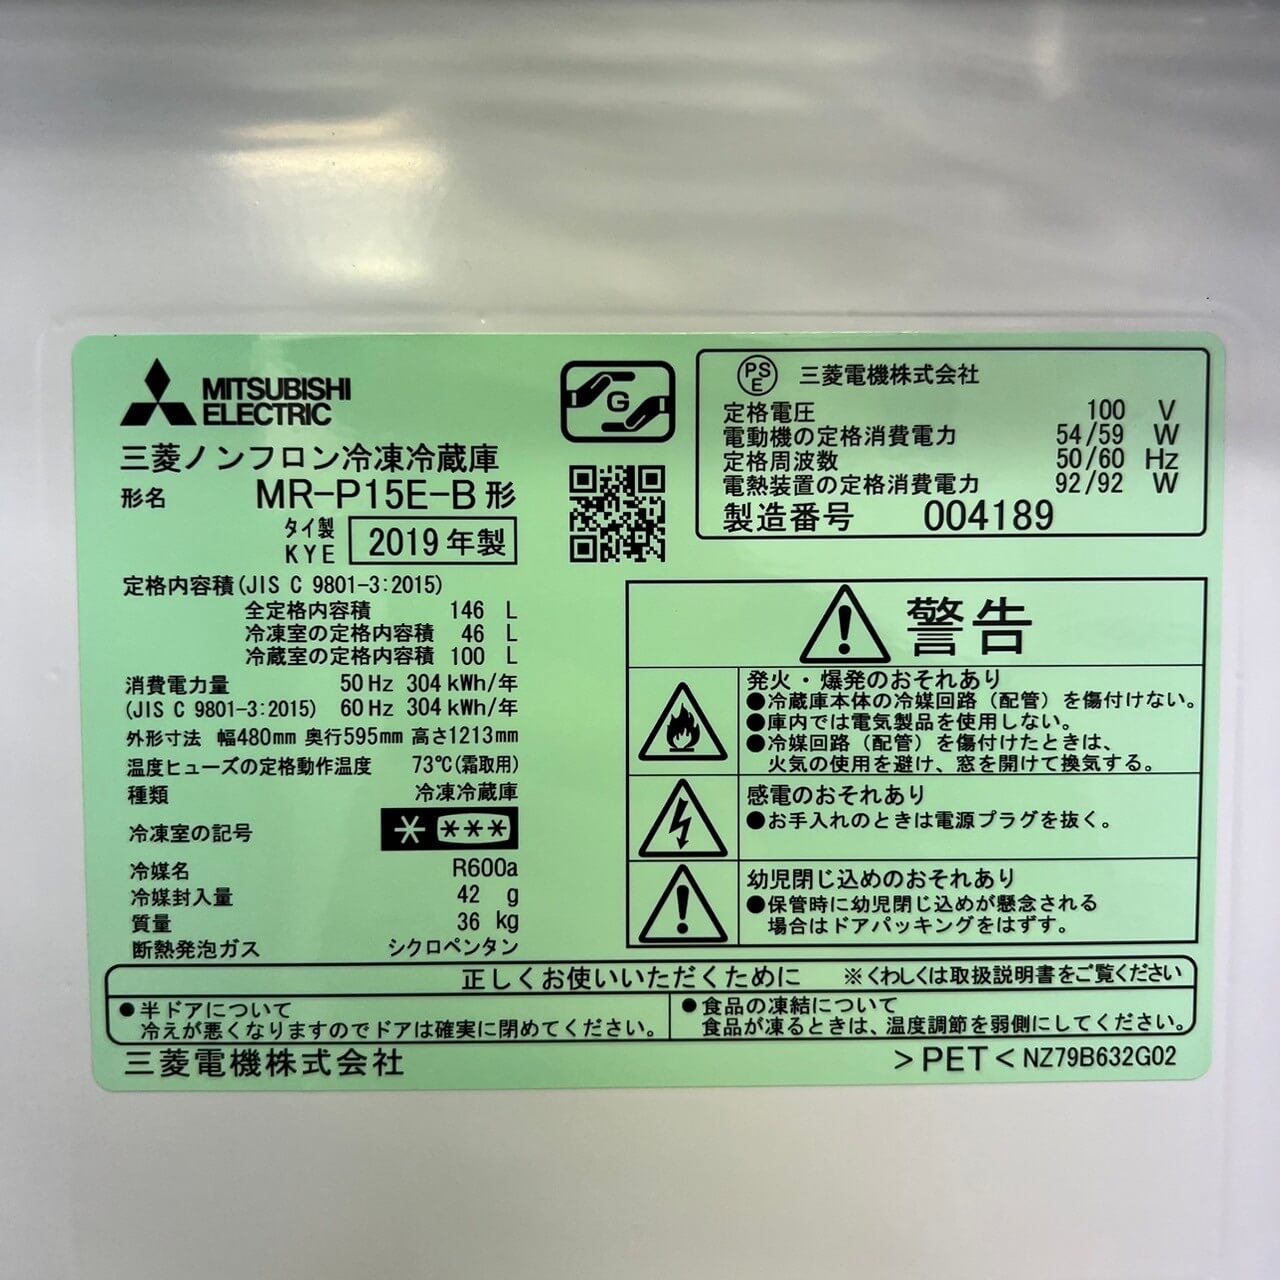 MITSUBISHI
ELECTRIC
三菱ノンフロン冷凍冷蔵庫
形名 MR-P15E-B形
タイ製
KYE 2019年製
定格内容積(JIS C 9801-3:2015)
全定格内容積 146 L
冷凍室の定格内容積 46 L
冷蔵室の定格内容積 100 L
消費電力量 50Hz 304kWh/年
(JIS C 9801-3:2015) 60Hz 304kWh/年
外形寸法 幅480mm 奥行595mm 高さ1213mm
温度ヒューズの定格動作温度 73℃(霜取用)
種類 冷凍冷蔵庫
冷凍室の記号 * ***
冷媒名 R600a
冷媒封入量 42 g
質量 36 kg
断熱発泡ガス シクロペンタン
G
PS
E 三菱電機株式会社
定格電圧 100 V
電動機の定格消費電力 54/59 W
定格周波数 50/60 Hz
電熱装置の定格消費電力 92/92 W
製造番号 004189
警告
発火・爆発のおそれあり
●冷蔵庫本体の冷媒回路(配管)を傷付けない。
●庫内では電気製品を使用しない。
●冷媒回路(配管)を傷付けたときは、
火気の使用を避け、窓を開けて換気する。
感電のおそれあり
●お手入れのときは電源プラグを抜く。
幼児閉じ込めのおそれあり
●保管時に幼児閉じ込めが懸念される
場合はドアパッキングをはずす。
正しくお使いいただくために ※くわしくは取扱説明書をご覧ください
●半ドアについて
冷えが悪くなりますのでドアは確実に閉めてください。
●食品の凍結について
食品が凍るときは、温度調節を弱側にしてください。
三菱電機株式会社 >PET< NZ79B632G02